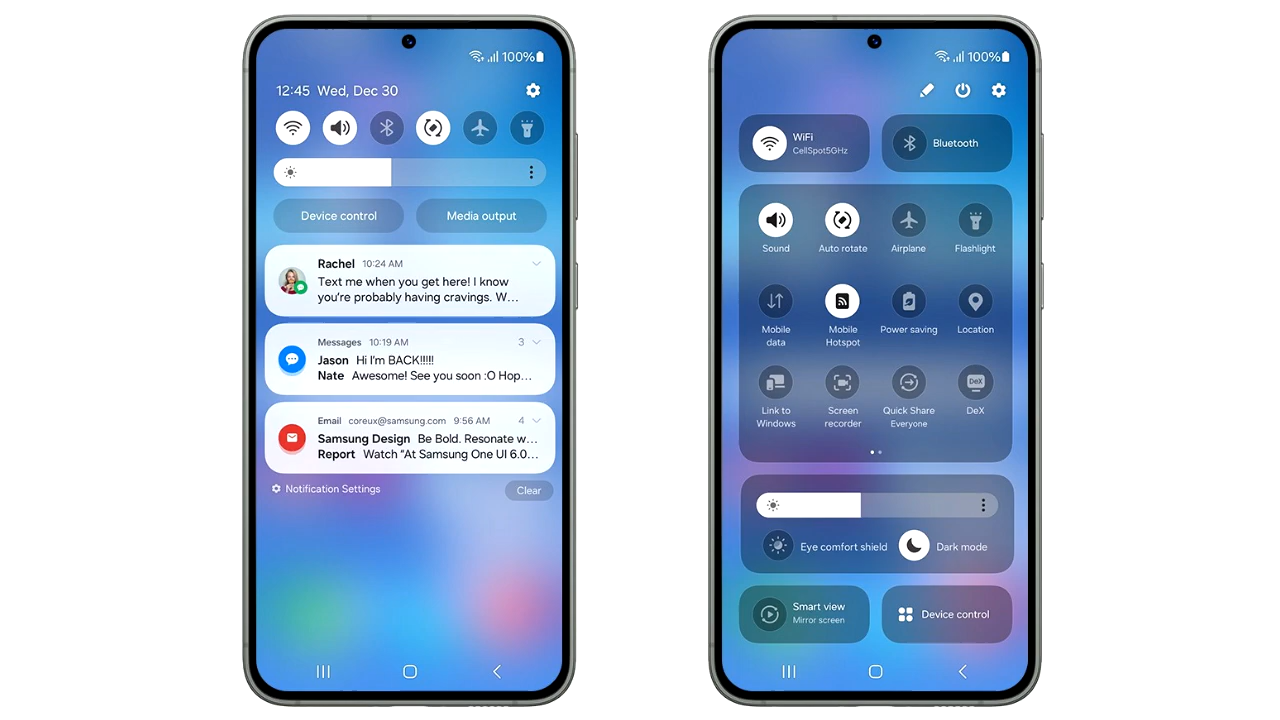 100%
12:45 Wed, Dec 30
Device control
Media output
Rachel 10:24 AM
Text me when you get here! I know
you're probably having cravings. W...
Messages 10:19 AM 3
Jason Hi I'm BACK!!!!!
Nate Awesome! See you soon :O Hop...
Email coreux@samsung.com 9:56 AM 4
Samsung Design Be Bold. Resonate w...
Report Watch "At Samsung One UI 6.0...
Notification Settings
Clear
100%
WiFi
CellSpot5GHz
Bluetooth
Sound
Auto rotate
Airplane
Flashlight
Mobile
data
Mobile
Hotspot
Power saving
Location
Link to
Windows
Screen
recorder
Quick Share
Everyone
DeX
DeX
Eye comfort shield
Dark mode
Smart view
Mirror screen
Device control